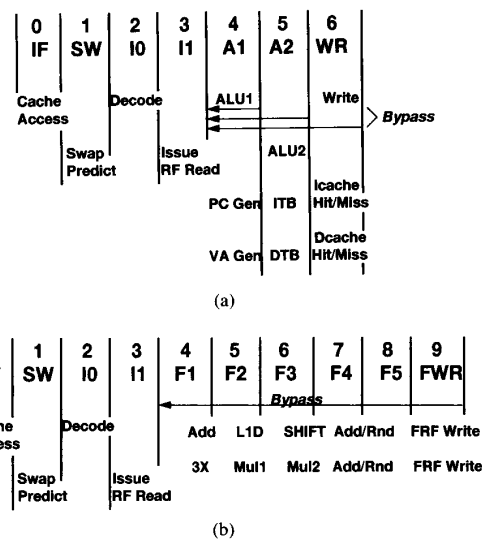 0 1 2 3 4 5 6
IF SW I0 I1 A1 A2 WR
Cache Access
Decode
ALU1
Write
Bypass
Swap Predict
Issue RF Read
ALU2
PC Gen ITB Icache Hit/Miss
VA Gen DTB Dcache Hit/Miss
(a)
1 2 3 4 5 6 7 8 9
SW I0 I1 F1 F2 F3 F4 F5 FWR
Bypass
Decode
Add L1D SHIFT Add/Rnd FRF Write
Swap Predict
Issue RF Read
3X Mul1 Mul2 Add/Rnd FRF Write
(b)